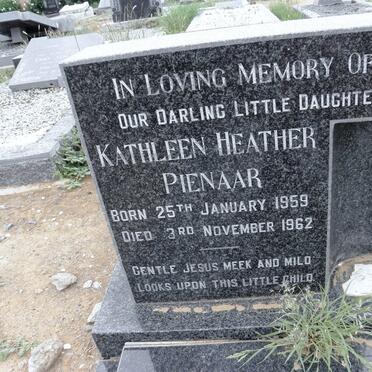 IN LOVING MEMORY OF
OUR DARLING LITTLE DAUGHTE
KATHLEEN HEATHER
PIENAAR
BORN 25TH JANUARY 1959
DIED 3RD NOVEMBER 1962
GENTLE JESUS MEEK AND MILD
LOOKS UPON THIS LITTLE CHILD